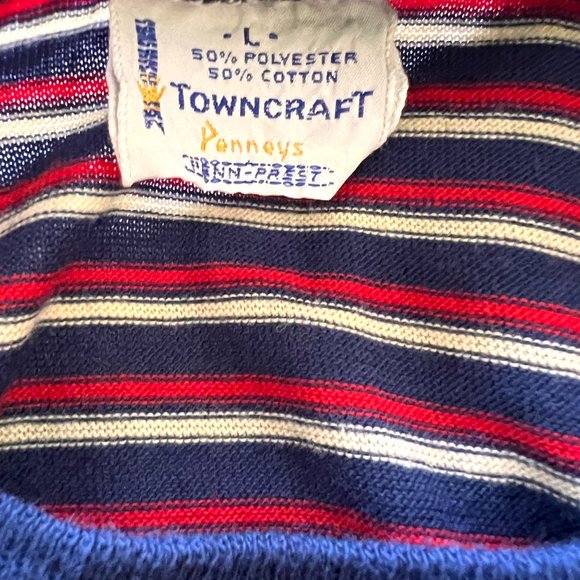 - L -
50% POLYESTER
50% COTTON
TOWNCRAFT
Penneys
PENN-PREST